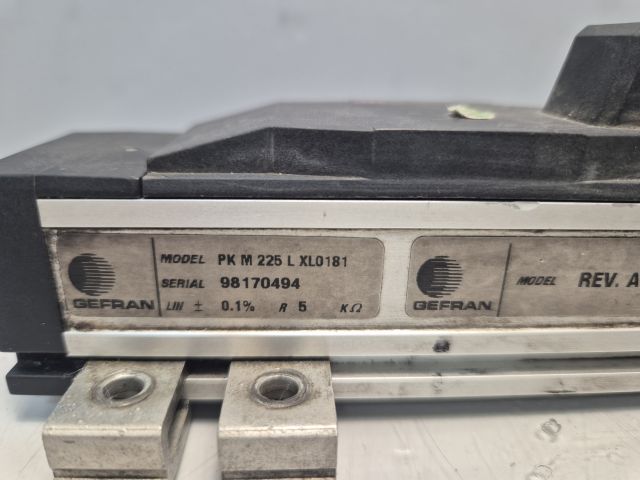 MODEL PK M 225 L XL0181
SERIAL 98170494
GEFRAN LIN ± 0.1% R 5 KΩ
GEFRAN MODEL REV. A